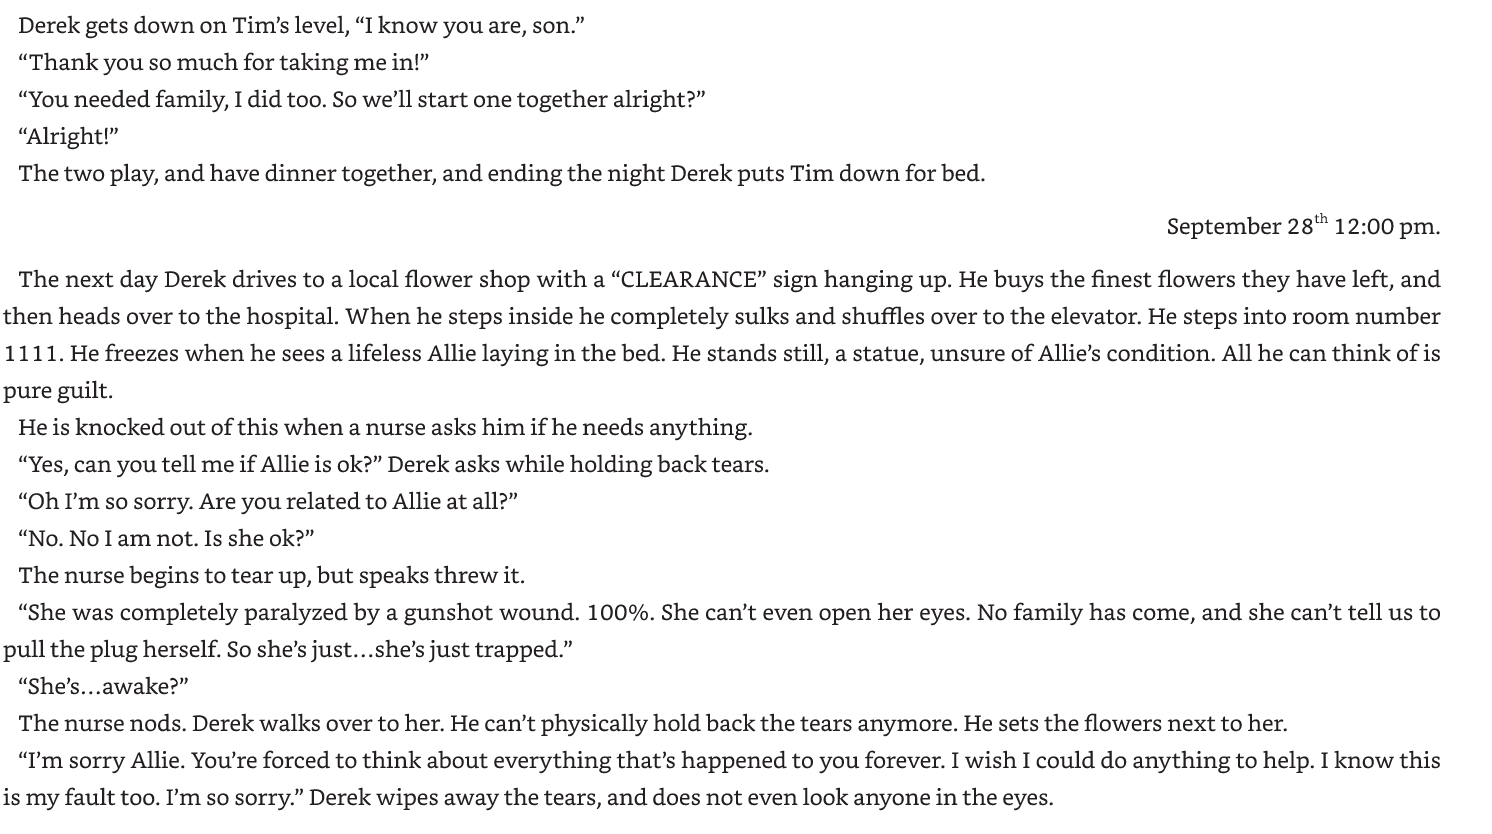 Derek gets down on Tim’s level, “I know you are, son.”
“Thank you so much for taking me in!”
“You needed family, I did too. So we’ll start one together alright?”
“Alright!”
The two play, and have dinner together, and ending the night Derek puts Tim down for bed.
September 28th 12:00 pm.
The next day Derek drives to a local flower shop with a “CLEARANCE” sign hanging up. He buys the finest flowers they have left, and
then heads over to the hospital. When he steps inside he completely sulks and shuffles over to the elevator. He steps into room number
1111. He freezes when he sees a lifeless Allie laying in the bed. He stands still, a statue, unsure of Allie’s condition. All he can think of is
pure guilt.
He is knocked out of this when a nurse asks him if he needs anything.
“Yes, can you tell me if Allie is ok?” Derek asks while holding back tears.
“Oh I’m so sorry. Are you related to Allie at all?”
“No. No I am not. Is she ok?”
The nurse begins to tear up, but speaks threw it.
“She was completely paralyzed by a gunshot wound. 100%. She can’t even open her eyes. No family has come, and she can’t tell us to
pull the plug herself. So she’s just…she’s just trapped.”
“She’s…awake?”
The nurse nods. Derek walks over to her. He can’t physically hold back the tears anymore. He sets the flowers next to her.
“I’m sorry Allie. You’re forced to think about everything that’s happened to you forever. I wish I could do anything to help. I know this
is my fault too. I’m so sorry.” Derek wipes away the tears, and does not even look anyone in the eyes.